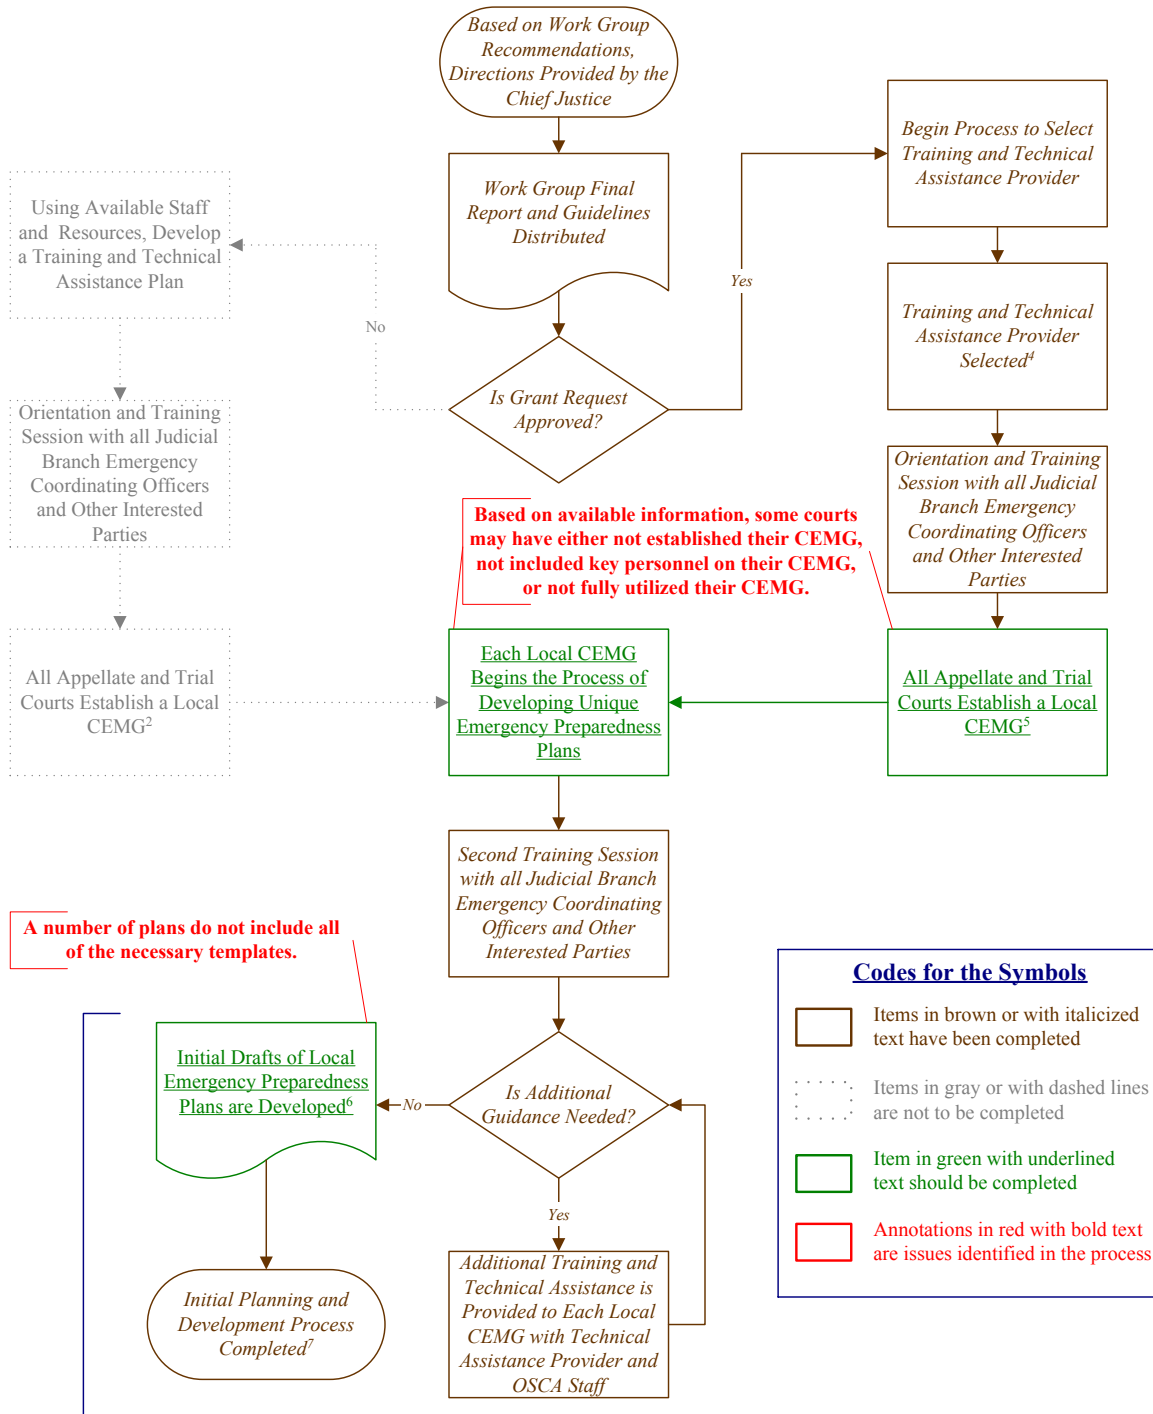 Based on Work Group
Recommendations,
Directions Provided by the
Chief Justice
Work Group Final
Report and Guidelines
Distributed
Is Grant Request
Approved?
No
Yes
Using Available Staff
and Resources, Develop
a Training and Technical
Assistance Plan
Orientation and Training
Session with all Judicial
Branch Emergency
Coordinating Officers
and Other Interested
Parties
All Appellate and Trial
Courts Establish a Local
CEMG2
Begin Process to Select
Training and Technical
Assistance Provider
Training and Technical
Assistance Provider
Selected4
Orientation and Training
Session with all Judicial
Branch Emergency
Coordinating Officers
and Other Interested
Parties
Based on available information, some courts
may have either not established their CEMG,
not included key personnel on their CEMG,
or not fully utilized their CEMG.
All Appellate and Trial
Courts Establish a Local
CEMG5
Each Local CEMG
Begins the Process of
Developing Unique
Emergency Preparedness
Plans
Second Training Session
with all Judicial Branch
Emergency Coordinating
Officers and Other
Interested Parties
Is Additional
Guidance Needed?
No
Yes
Additional Training and
Technical Assistance is
Provided to Each Local
CEMG with Technical
Assistance Provider and
OSCA Staff
A number of plans do not include all
of the necessary templates.
Initial Drafts of Local
Emergency Preparedness
Plans are Developed6
Initial Planning and
Development Process
Completed7
Codes for the Symbols
Items in brown or with italicized
text have been completed
Items in gray or with dashed lines
are not to be completed
Item in green with underlined
text should be completed
Annotations in red with bold text
are issues identified in the process